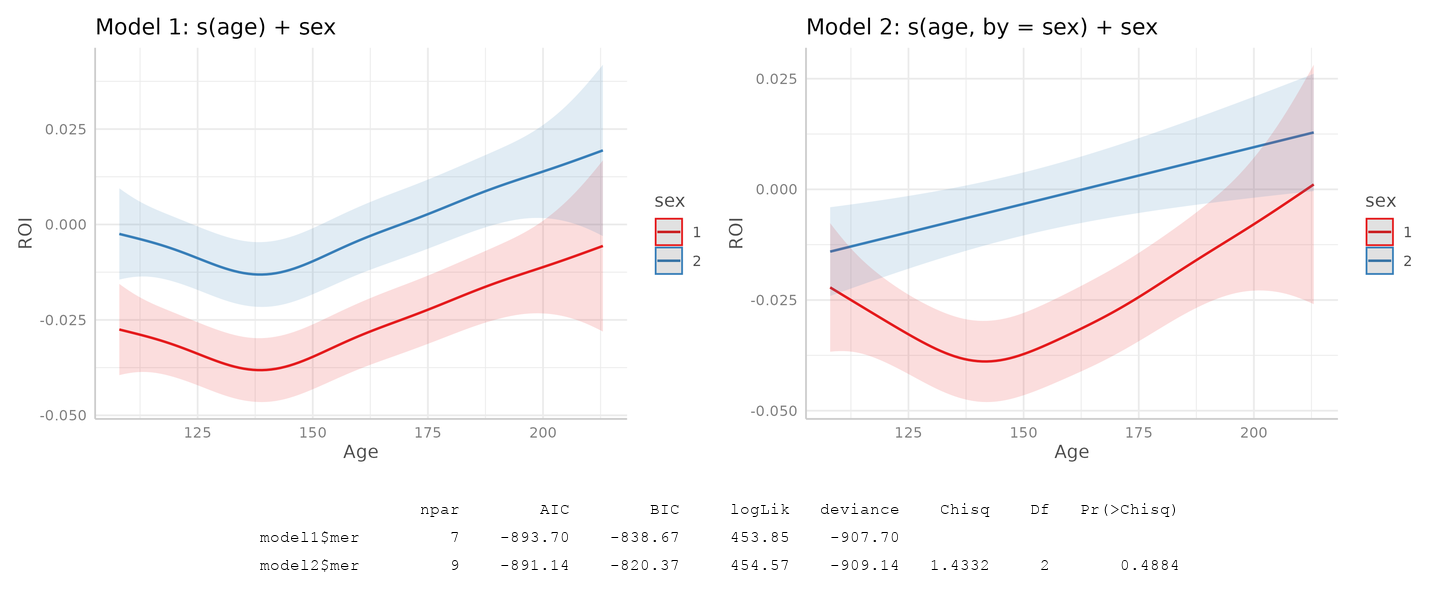 Model 1: s(age) + sex
ROI
0.025
0.000
-0.025
-0.050
125 150 175 200
Age
sex
1
2
Model 2: s(age, by = sex) + sex
ROI
0.025
0.000
-0.025
-0.050
125 150 175 200
Age
sex
1
2
npar AIC BIC logLik deviance Chisq Df Pr(>Chisq)
model1$mer 7 -893.70 -838.67 453.85 -907.70
model2$mer 9 -891.14 -820.37 454.57 -909.14 1.4332 2 0.4884